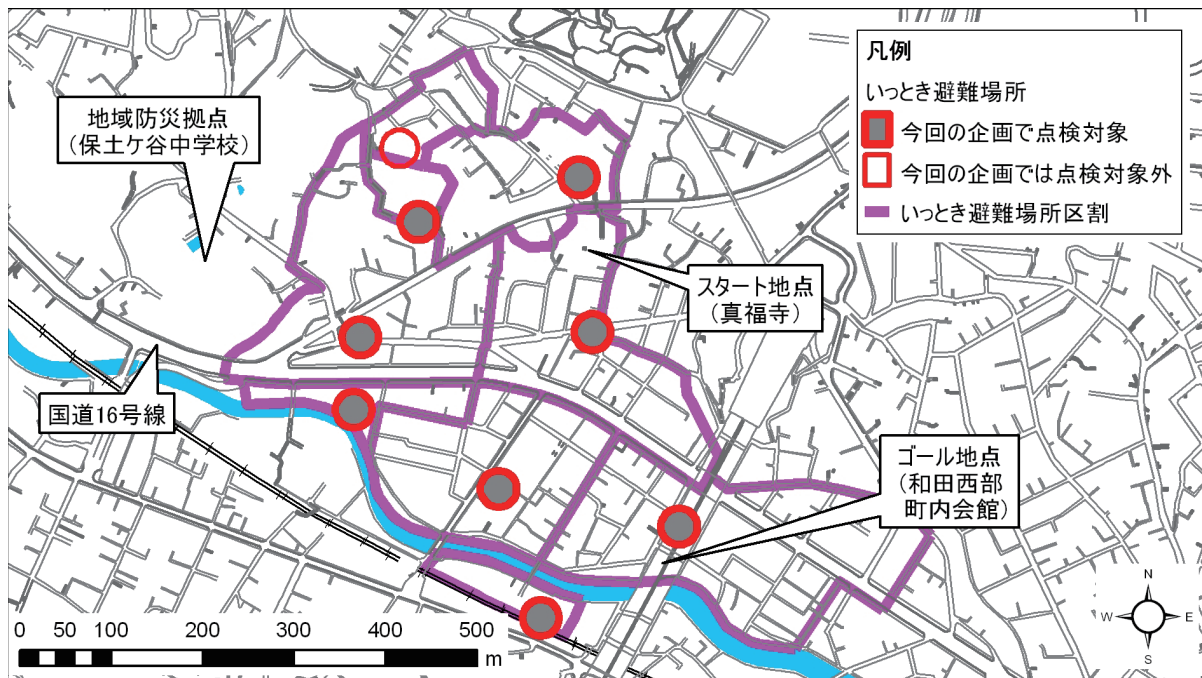 地域防災拠点
(保土ケ谷中学校)
凡例
いっとき避難場所
今回の企画で点検対象
今回の企画では点検対象外
いっとき避難場所区割
スタート地点
(真福寺)
国道16号線
ゴール地点
(和田西部
町内会館)
N
W
E
S
0 50 100 200 300 400 500
m